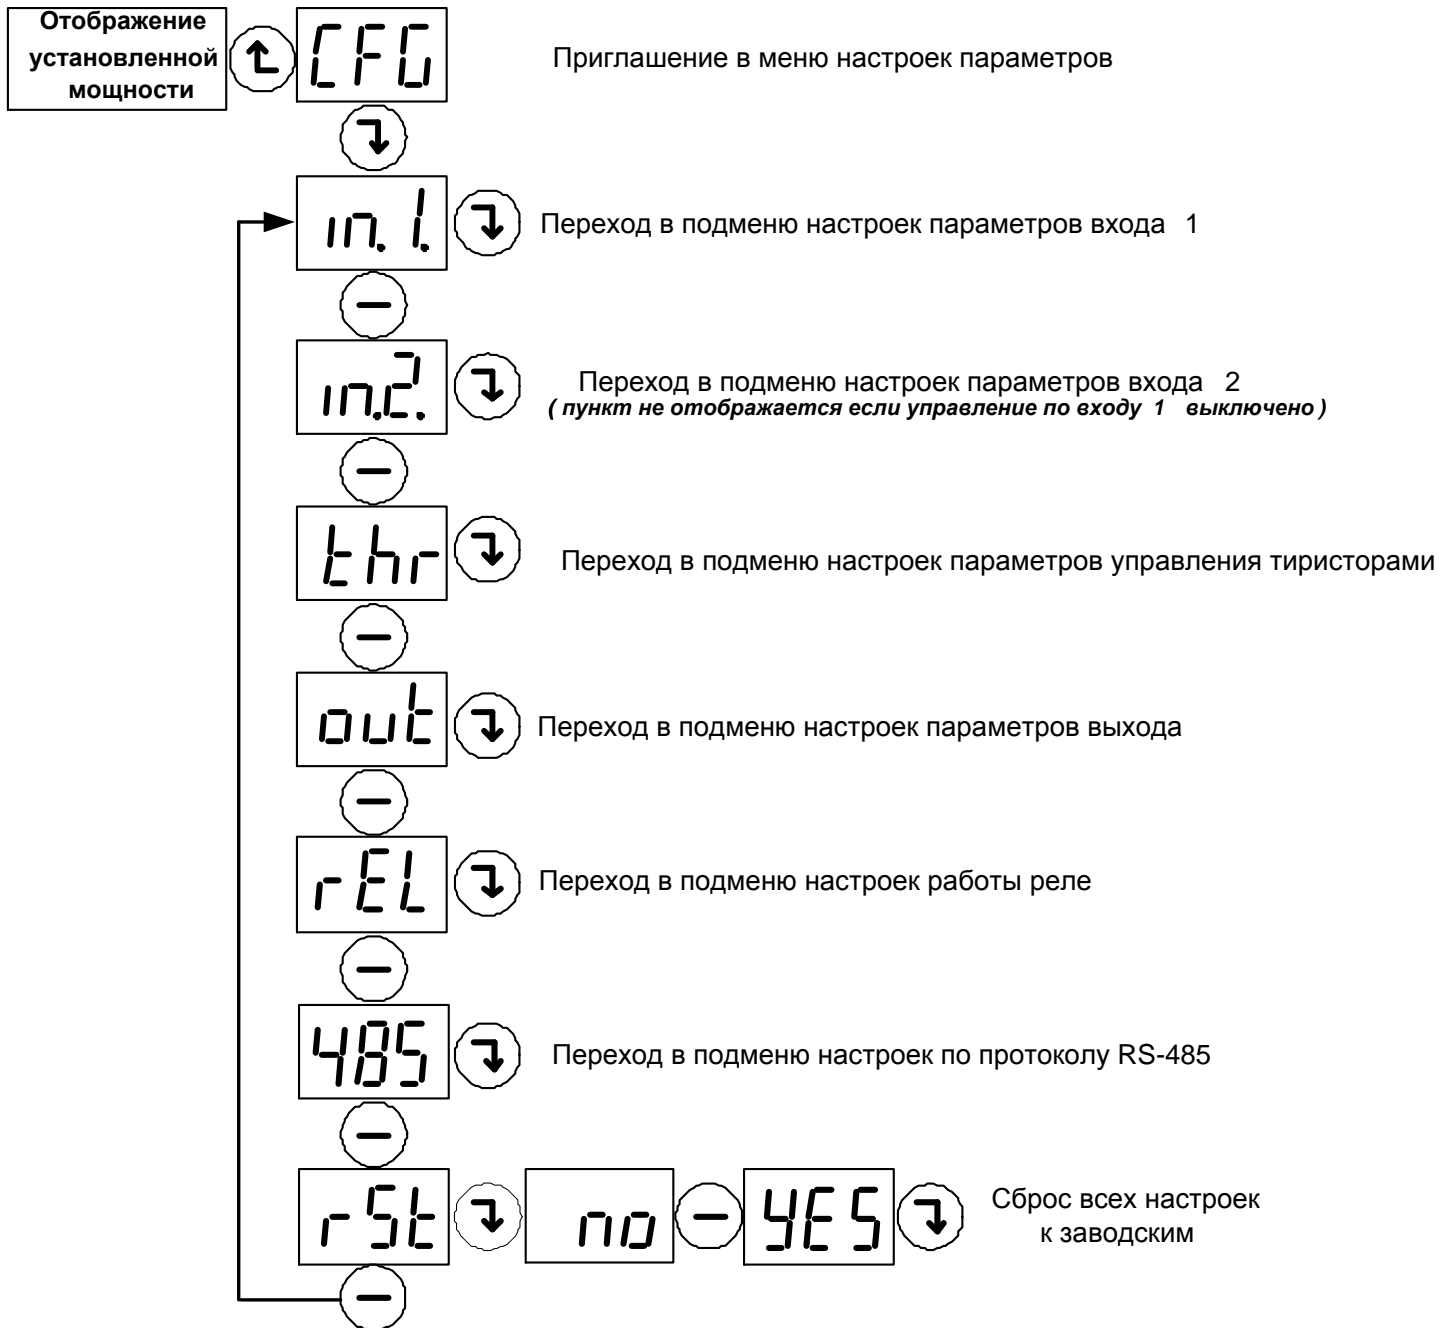 Отображение
установленной
мощности
CFG
Приглашение в меню настроек параметров
in.1.
Переход в подменю настроек параметров входа 1
in.2.
Переход в подменю настроек параметров входа 2
( пункт не отображается если управление по входу 1 выключено )
thr
Переход в подменю настроек параметров управления тиристорами
out
Переход в подменю настроек параметров выхода
rEL
Переход в подменю настроек работы реле
485
Переход в подменю настроек по протоколу RS-485
rSt
no
YES
Сброс всех настроек
к заводским